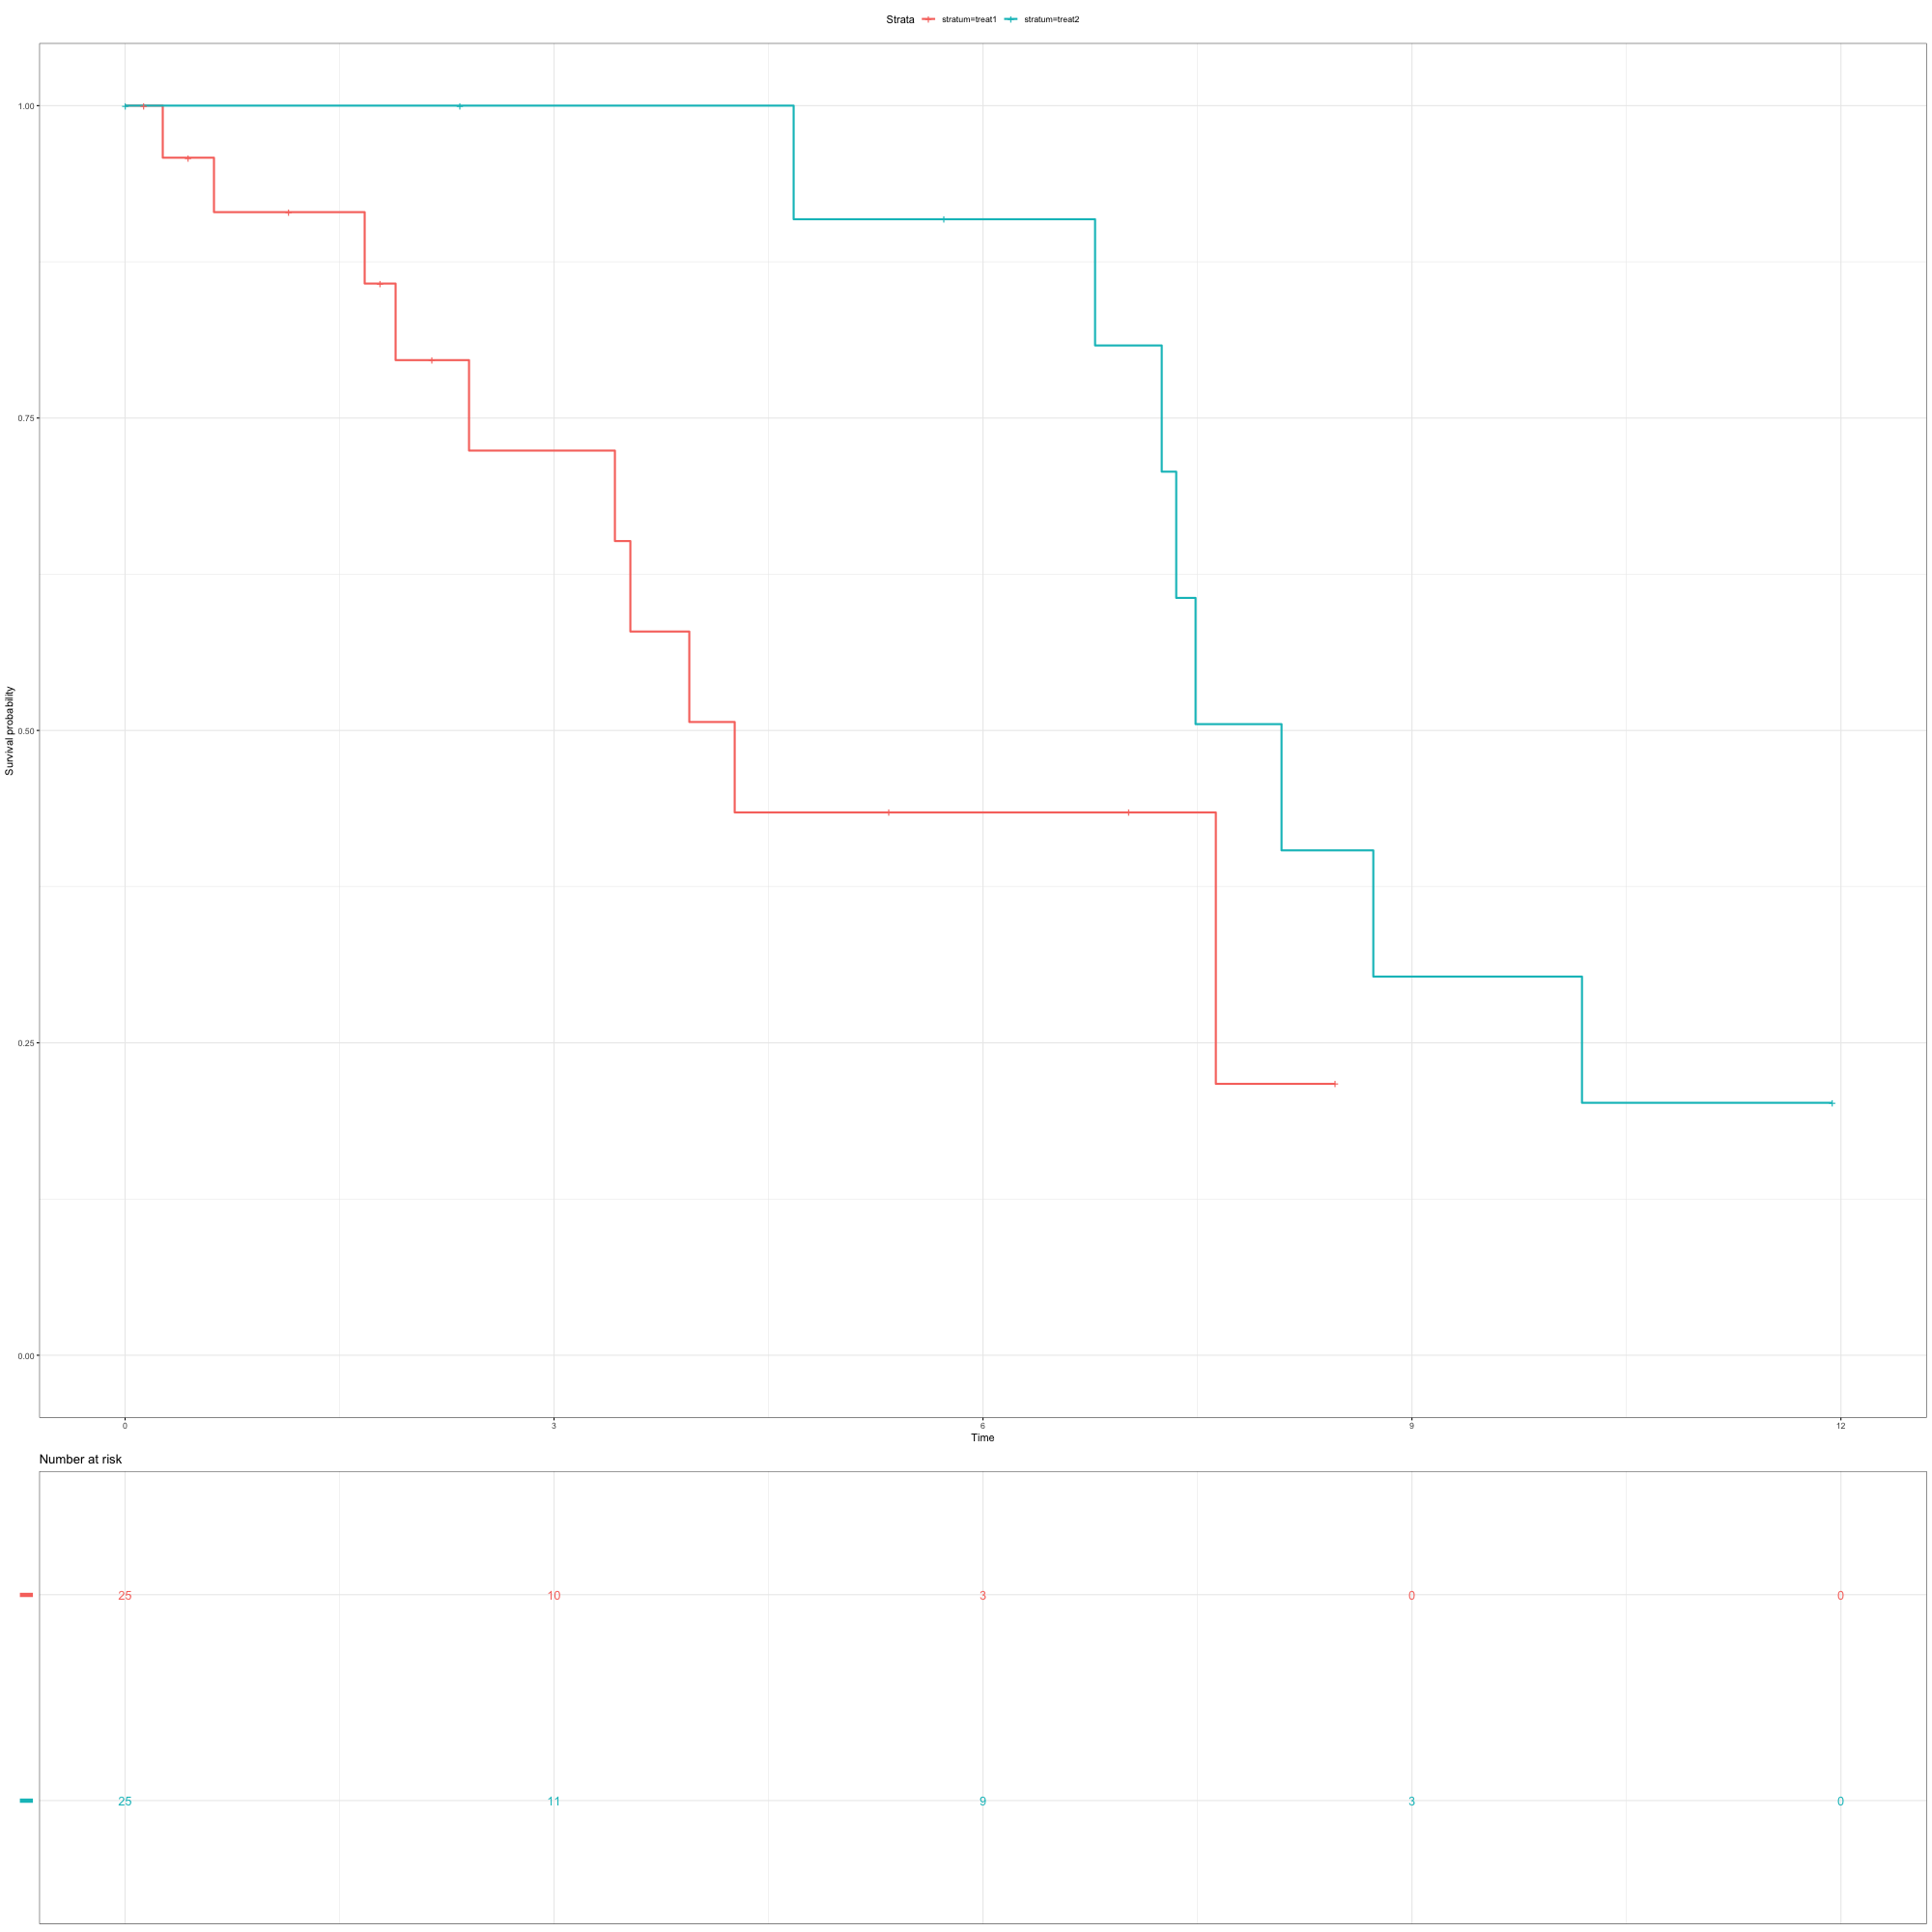 Strata stratum=treat1 stratum=treat2
1.00
0.75
0.50
0.25
0.00
Survival probability
0 3 6 9 12
Time
Number at risk
25 10 3 0 0
25 11 9 3 0